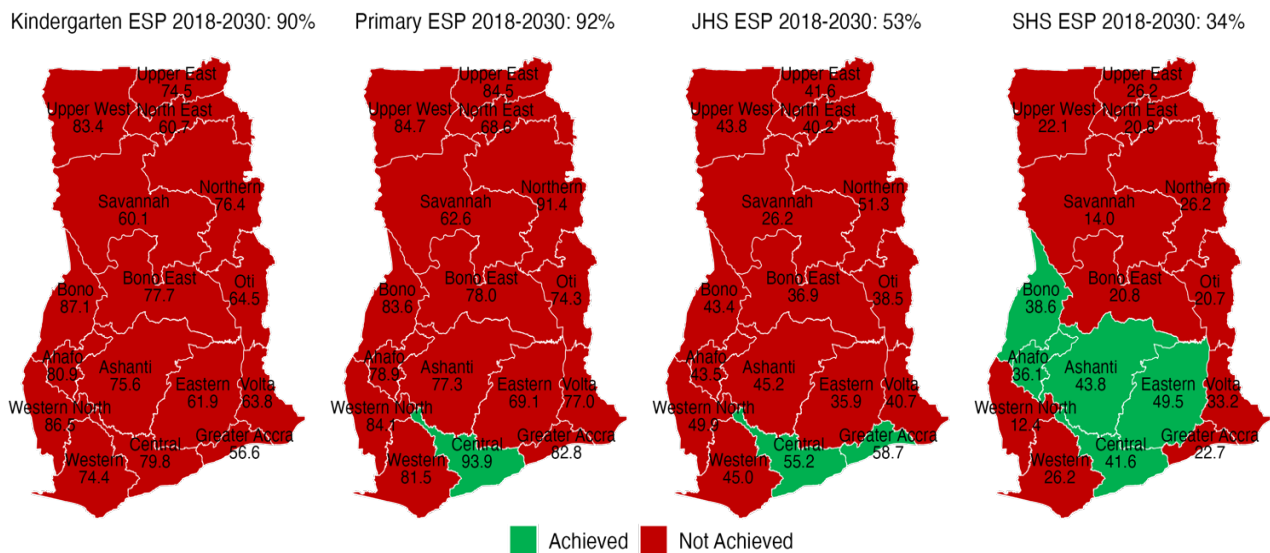 Kindergarten ESP 2018-2030: 90%
Upper East
74.5
Upper West
83.4
North East
60.7
Northern
76.4
Savannah
60.1
Bono East
77.7
Oti
64.5
Bono
87.1
Ahafo
80.9
Ashanti
75.6
Eastern
61.9
Volta
63.8
Western North
86.5
Central
79.8
Greater Accra
56.6
Western
74.4
Primary ESP 2018-2030: 92%
Upper East
84.5
Upper West
84.7
North East
68.6
Northern
91.4
Savannah
62.6
Bono East
78.0
Oti
74.3
Bono
83.6
Ahafo
78.9
Ashanti
77.3
Eastern
69.1
Volta
77.0
Western North
84.1
Central
93.9
Greater Accra
82.8
Western
81.5
JHS ESP 2018-2030: 53%
Upper East
41.6
Upper West
43.8
North East
40.2
Northern
51.3
Savannah
26.2
Bono East
36.9
Oti
38.5
Bono
43.4
Ahafo
43.5
Ashanti
45.2
Eastern
35.9
Volta
40.7
Western North
49.9
Central
55.2
Greater Accra
58.7
Western
45.0
SHS ESP 2018-2030: 34%
Upper East
26.2
Upper West
22.1
North East
20.8
Northern
26.2
Savannah
14.0
Bono East
20.8
Oti
20.7
Bono
38.6
Ahafo
36.1
Ashanti
43.8
Eastern
49.5
Volta
33.2
Western North
12.4
Central
41.6
Greater Accra
22.7
Western
26.2
Achieved
Not Achieved